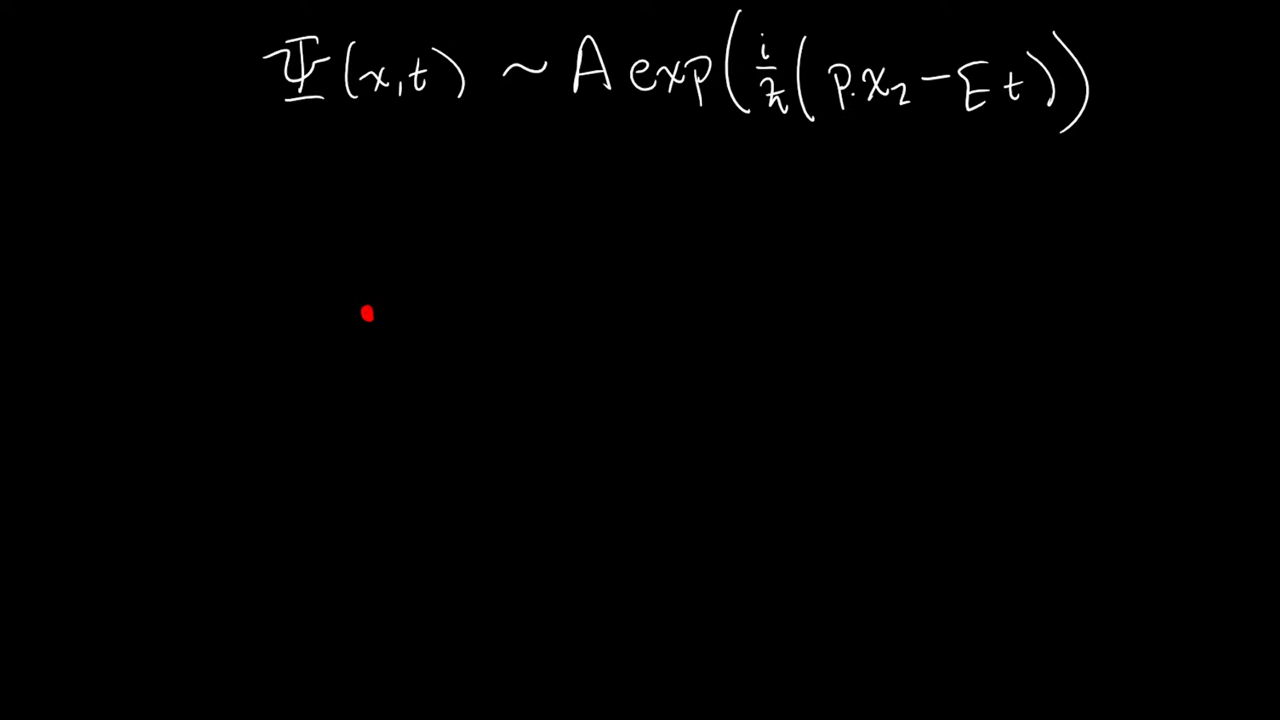 Ψ(x,t) ~ A exp(i/ħ(p.x₂ − Et))